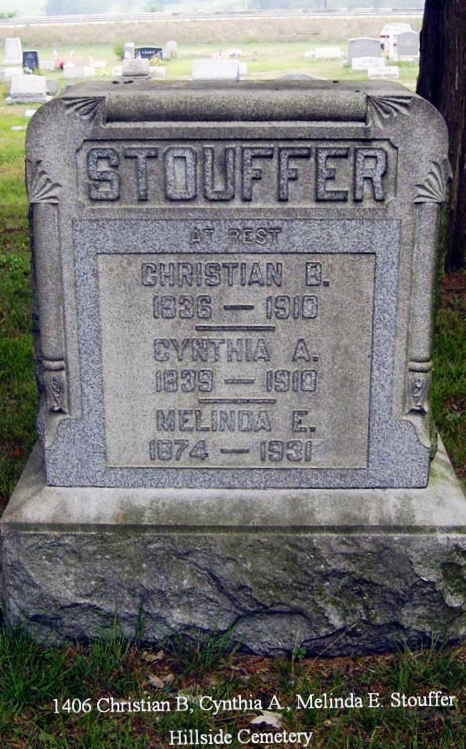 STOUFFER
AT REST
CHRISTIAN B.
1836 — 1910
CYNTHIA A.
1839 — 1910
MELINDA E.
1874 — 1931
1406 Christian B, Cynthia A., Melinda E. Stouffer
Hillside Cemetery